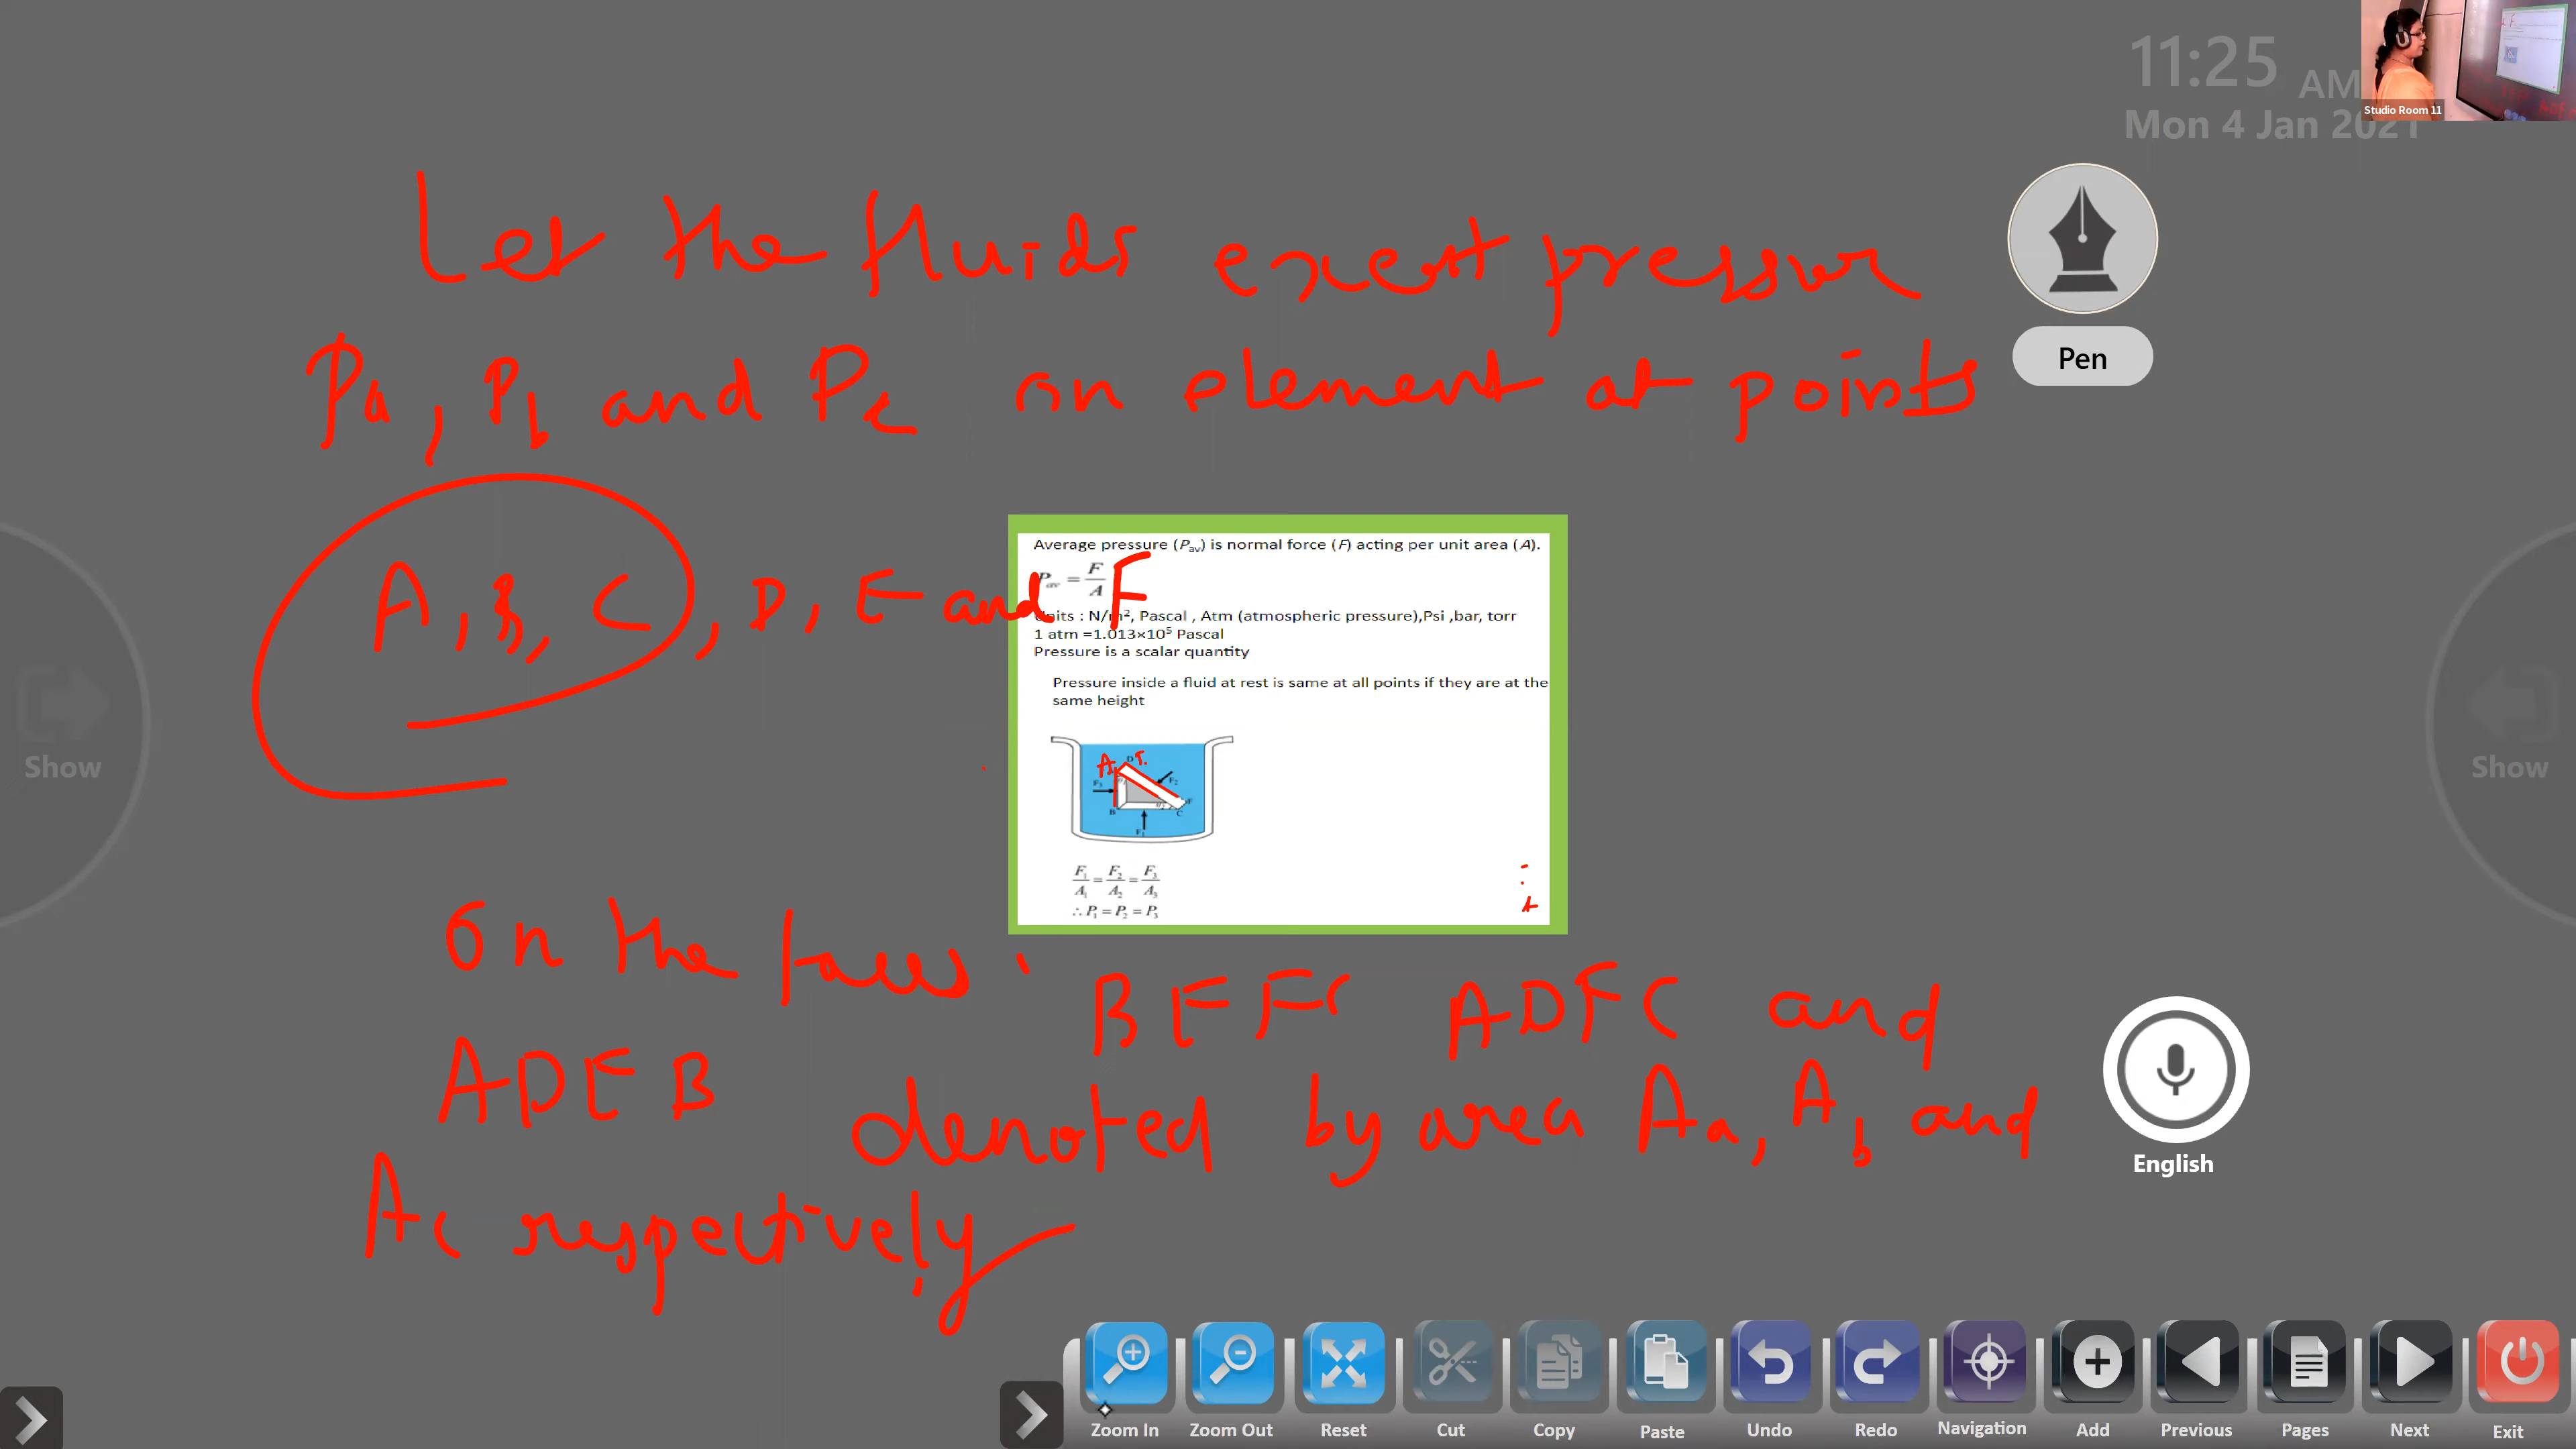 11:25 AM
Mon 4 Jan 2021
Studio Room 11
Let the fluids exert pressur
Pen
Pa, Pb and Pc on element at points
A, B, C, D, E and F
Average pressure (Pav) is normal force (F) acting per unit area (A).
Pav = F/A
Units : N/m², Pascal , Atm (atmospheric pressure),Psi ,bar, torr
1 atm =1.013×10⁵ Pascal
Pressure is a scalar quantity
Pressure inside a fluid at rest is same at all points if they are at the
same height
Show
Show
A D
F₃ F₂
B C F
F₁
F₁/A₁ = F₂/A₂ = F₃/A₃
∴ P₁ = P₂ = P₃
on the faces BEFC ADFC and
ADEB denoted by area Aa, Ab and
Ac respectively
English
Zoom In Zoom Out Reset Cut Copy Paste Undo Redo Navigation Add Previous Pages Next Exit